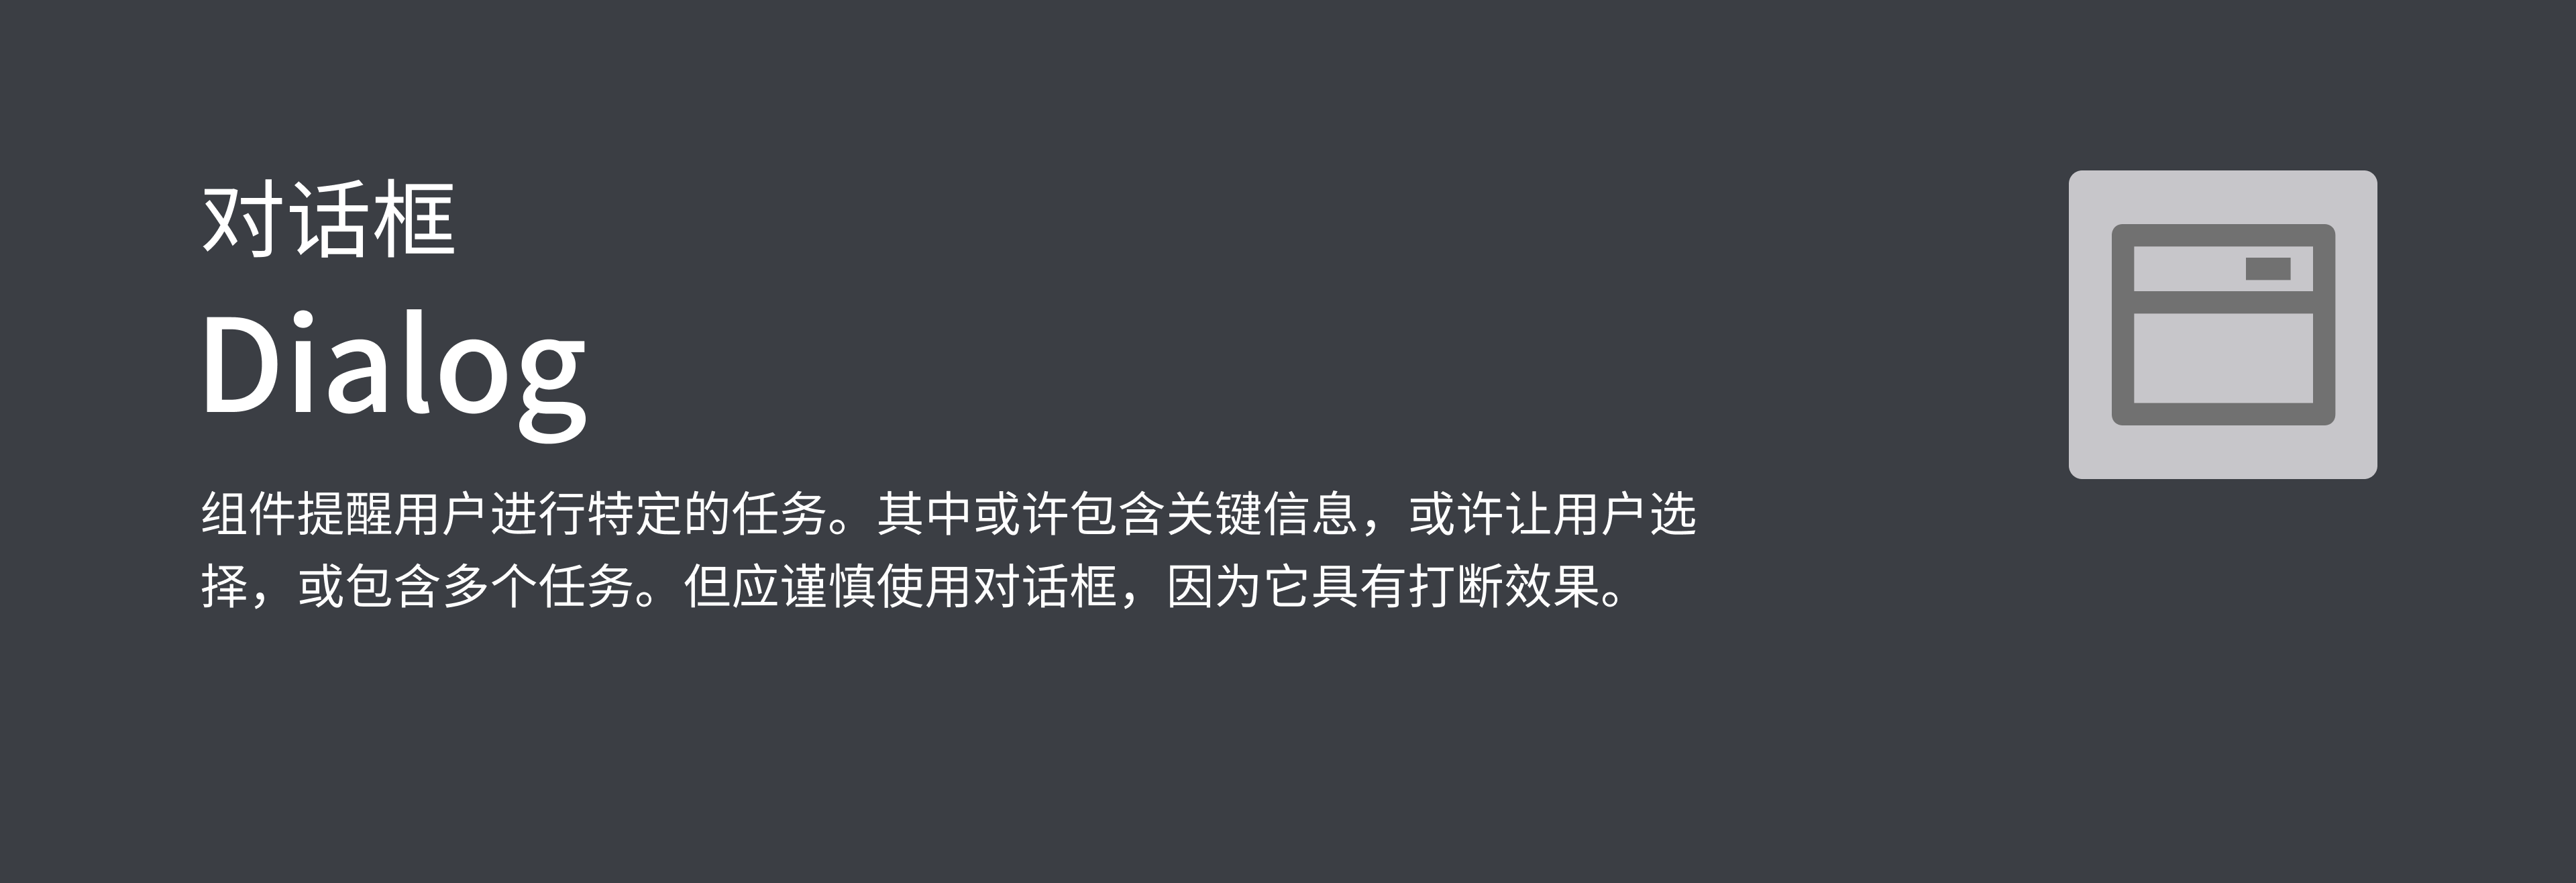 对话框
Dialog
组件提醒用户进行特定的任务。其中或许包含关键信息，或许让用户选
择，或包含多个任务。但应谨慎使用对话框，因为它具有打断效果。